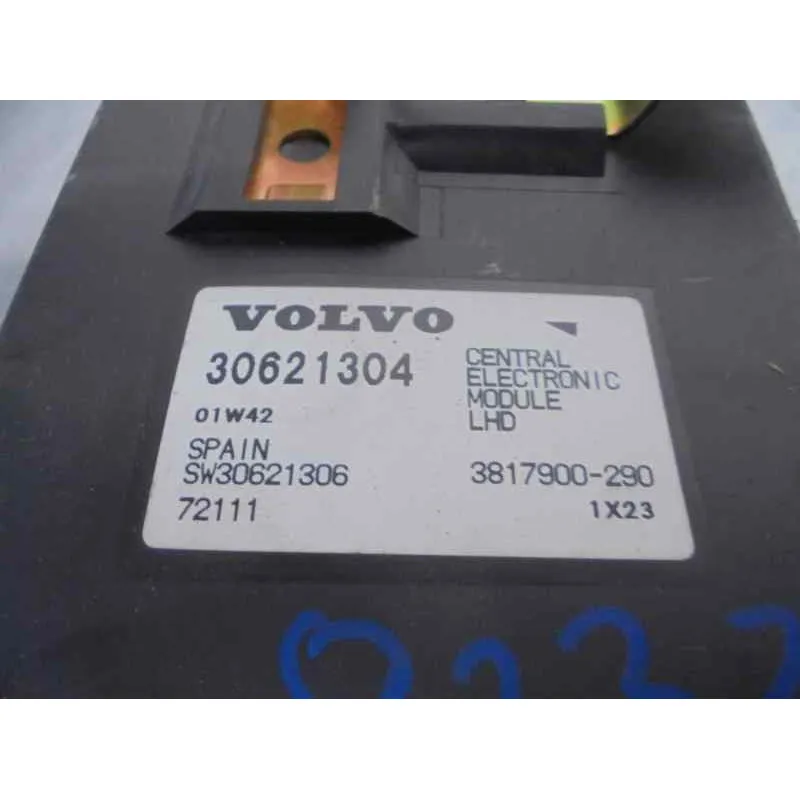 VOLVO
30621304
01W42
SPAIN
SW30621306
72111
CENTRAL
ELECTRONIC
MODULE
LHD
3817900-290
1X23